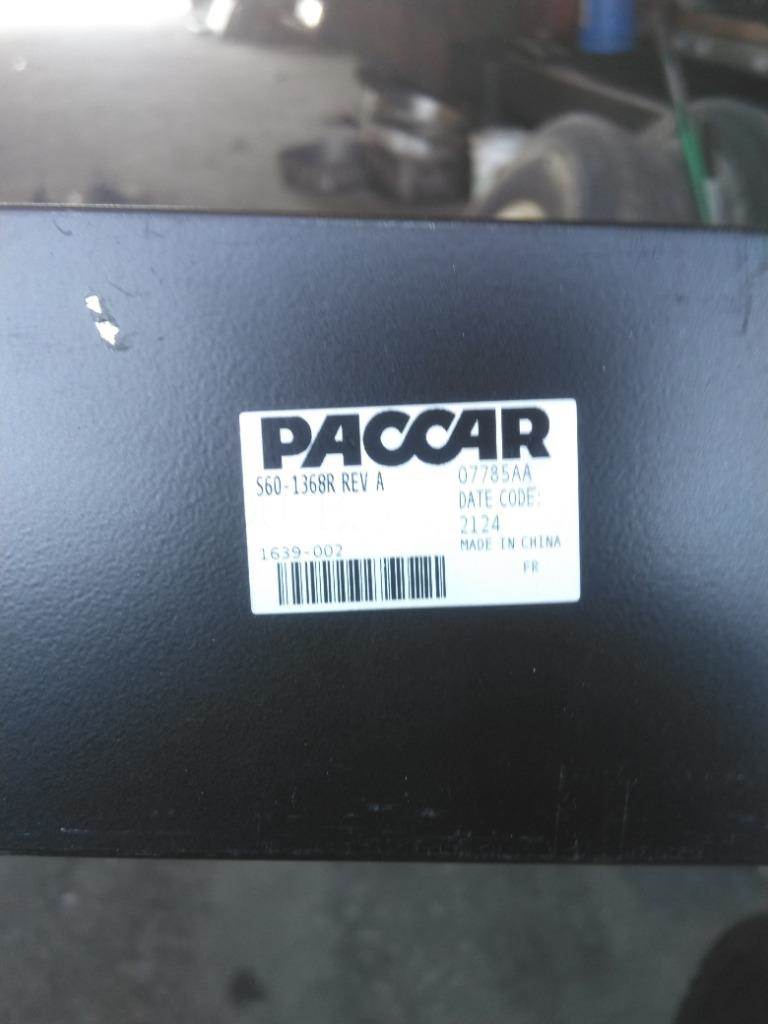 PACCAR
S60-1368R REV A
07785AA
DATE CODE:
2124
1639-002
MADE IN CHINA
FR